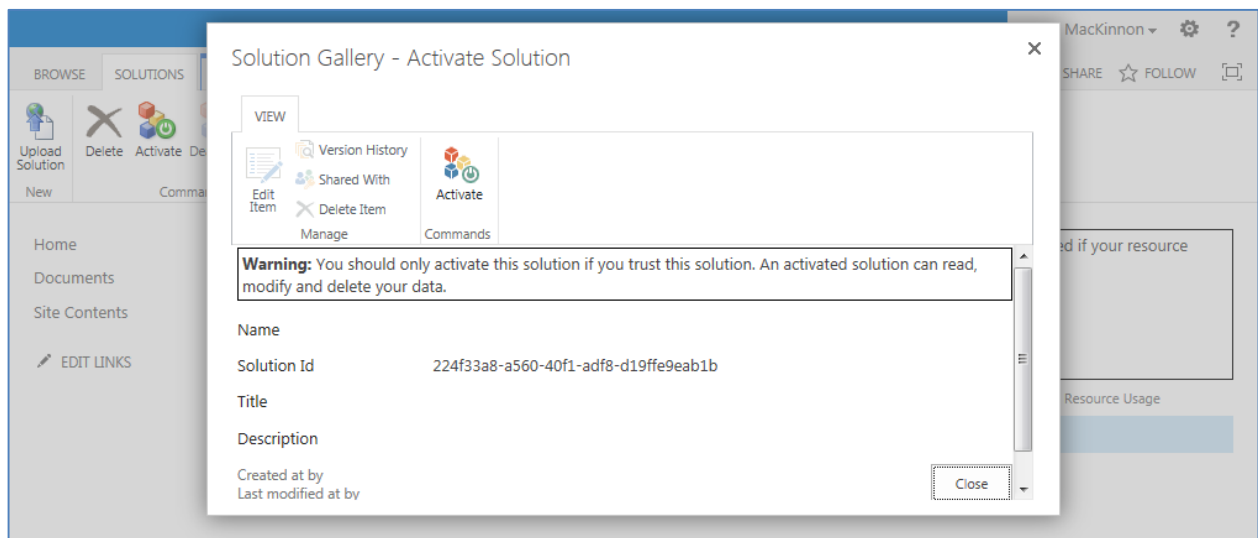 MacKinnon
?
BROWSE SOLUTIONS
SHARE FOLLOW
Upload
Solution
Delete Activate De
New Comma
Home
Documents
Site Contents
EDIT LINKS
Solution Gallery - Activate Solution
VIEW
Edit
Item
Version History
Shared With
Delete Item
Manage
Activate
Commands
Warning: You should only activate this solution if you trust this solution. An activated solution can read,
modify and delete your data.
Name
Solution Id 224f33a8-a560-40f1-adf8-d19ffe9eab1b
Title
Description
Created at by
Last modified at by
Close
ed if your resource
Resource Usage